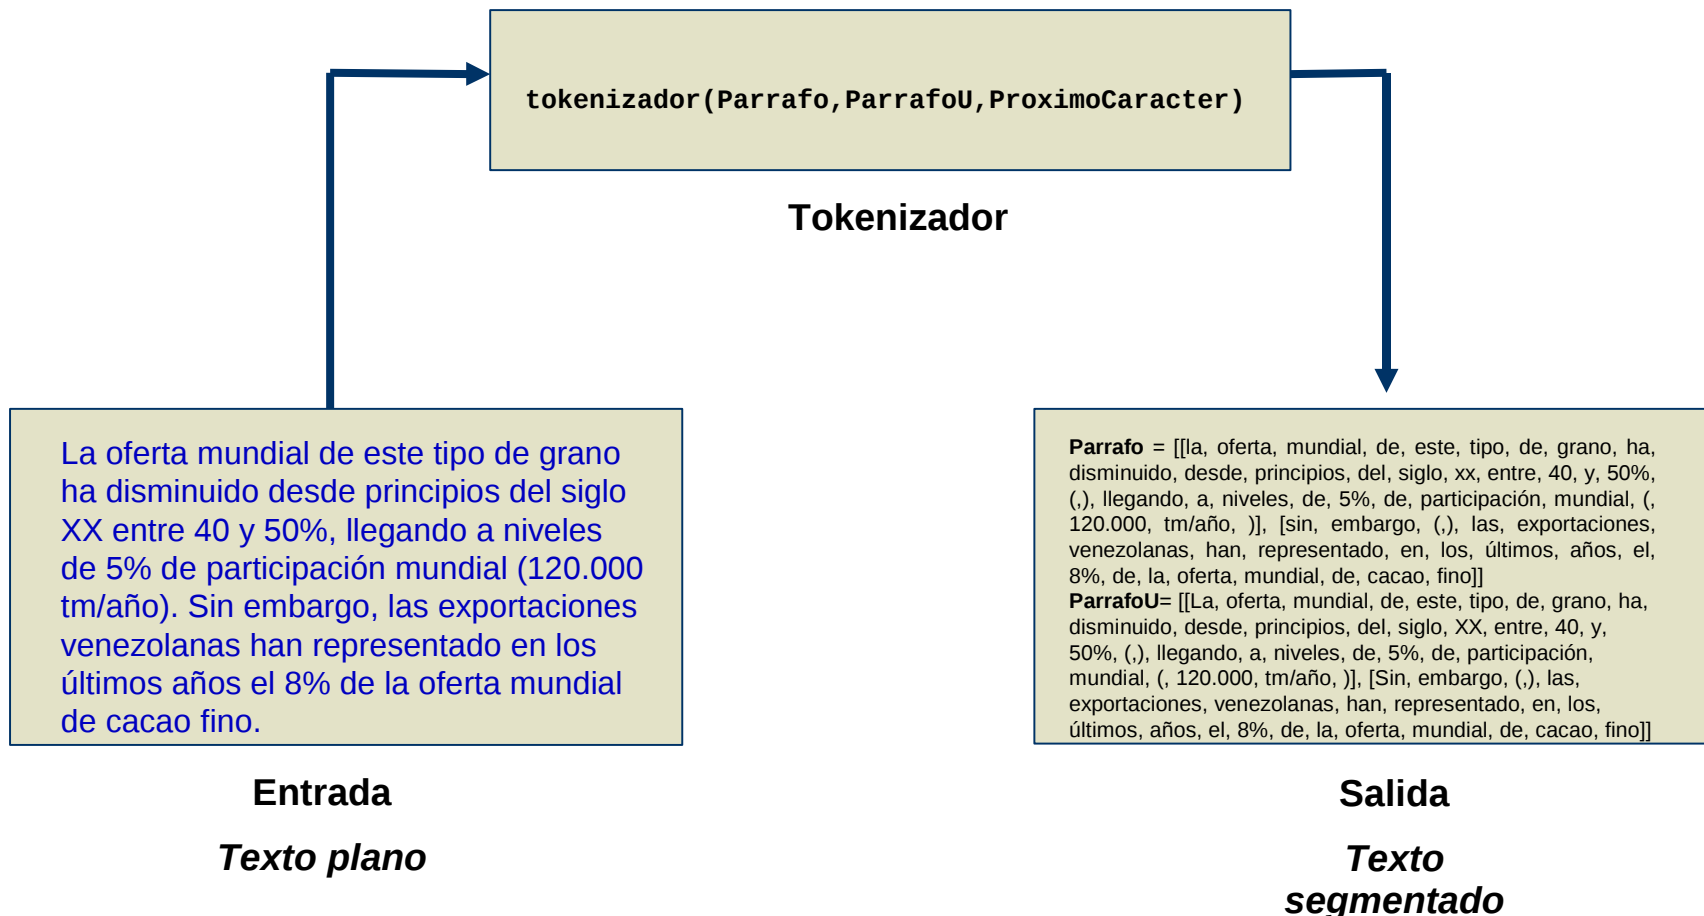 tokenizador(Parrafo,ParrafoU,ProximoCaracter)
Tokenizador
La oferta mundial de este tipo de grano
ha disminuido desde principios del siglo
XX entre 40 y 50%, llegando a niveles
de 5% de participación mundial (120.000
tm/año). Sin embargo, las exportaciones
venezolanas han representado en los
últimos años el 8% de la oferta mundial
de cacao fino.
Entrada
Texto plano
Parrafo = [[la, oferta, mundial, de, este, tipo, de, grano, ha,
disminuido, desde, principios, del, siglo, xx, entre, 40, y, 50%,
(,), llegando, a, niveles, de, 5%, de, participación, mundial, (,
120.000, tm/año, )], [sin, embargo, (,), las, exportaciones,
venezolanas, han, representado, en, los, últimos, años, el,
8%, de, la, oferta, mundial, de, cacao, fino]]
ParrafoU= [[La, oferta, mundial, de, este, tipo, de, grano, ha,
disminuido, desde, principios, del, siglo, XX, entre, 40, y,
50%, (,), llegando, a, niveles, de, 5%, de, participación,
mundial, (, 120.000, tm/año, )], [Sin, embargo, (,), las,
exportaciones, venezolanas, han, representado, en, los,
últimos, años, el, 8%, de, la, oferta, mundial, de, cacao, fino]]
Salida
Texto
segmentado